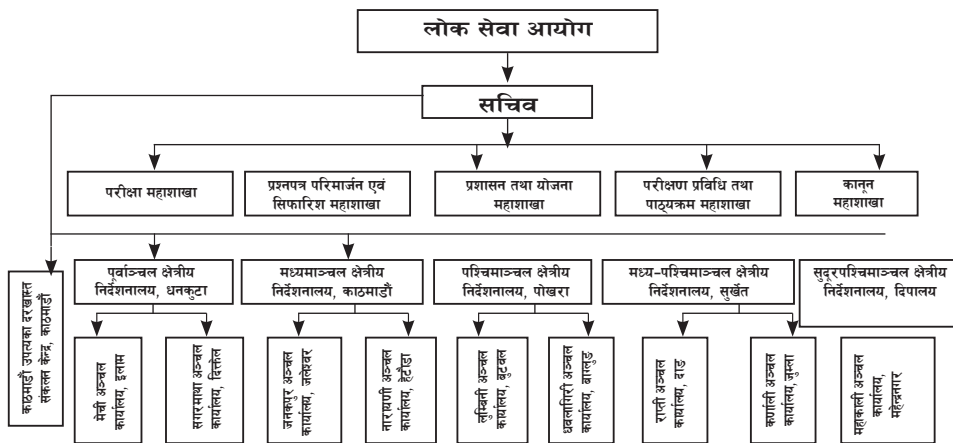 लोक सेवा आयोग
सचिव
परीक्षा महाशाखा
प्रश्नपत्र परिमार्जन एवं
सिफारिश महाशाखा
प्रशासन तथा योजना
महाशाखा
परीक्षण प्रविधि तथा
पाठ्यक्रम महाशाखा
कानून
महाशाखा
काठमाडौं उपत्यका दरखास्त
संकलन केन्द्र, काठमाडौं
पूर्वाञ्चल क्षेत्रीय
निर्देशनालय, धनकुटा
मध्यमाञ्चल क्षेत्रीय
निर्देशनालय, काठमाडौं
पश्चिमाञ्चल क्षेत्रीय
निर्देशनालय, पोखरा
मध्य-पश्चिमाञ्चल क्षेत्रीय
निर्देशनालय, सुर्खेत
सुदूरपश्चिमाञ्चल क्षेत्रीय
निर्देशनालय, दिपालय
मेची अञ्चल
कार्यालय, इलाम
सगरमाथा अञ्चल
कार्यालय, दिक्तेल
जनकपुर अञ्चल
कार्यालय, जलेश्वर
नारायणी अञ्चल
कार्यालय, हेटौडा
लुम्बिनी अञ्चल
कार्यालय, बुटवल
धवलागिरी अञ्चल
कार्यालय, बाग्लुङ
राप्ती अञ्चल
कार्यालय, दाङ
कर्णाली अञ्चल
कार्यालय, जुम्ला
महाकाली अञ्चल
कार्यालय,
महेन्द्रनगर